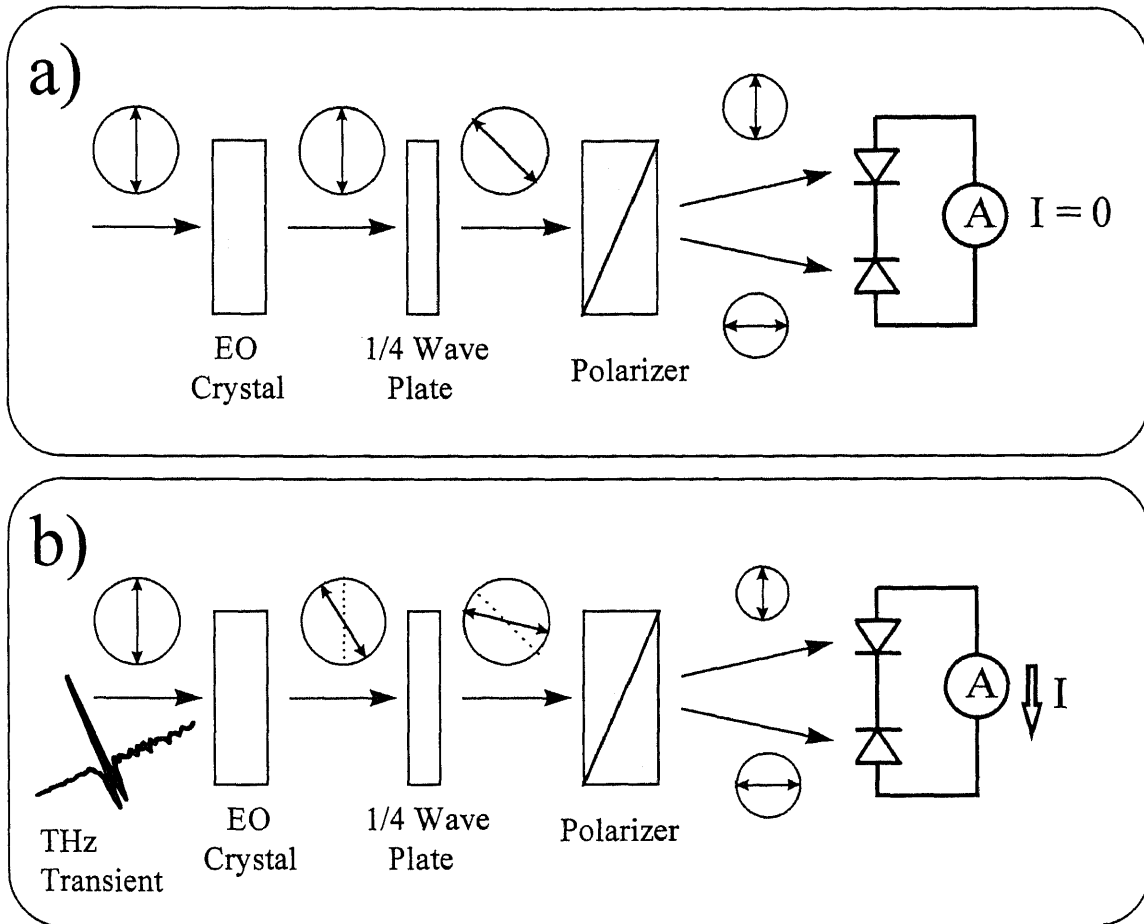 a)
A
I = 0
EO
Crystal
1/4 Wave
Plate
Polarizer
b)
A
I
THz
Transient
EO
Crystal
1/4 Wave
Plate
Polarizer